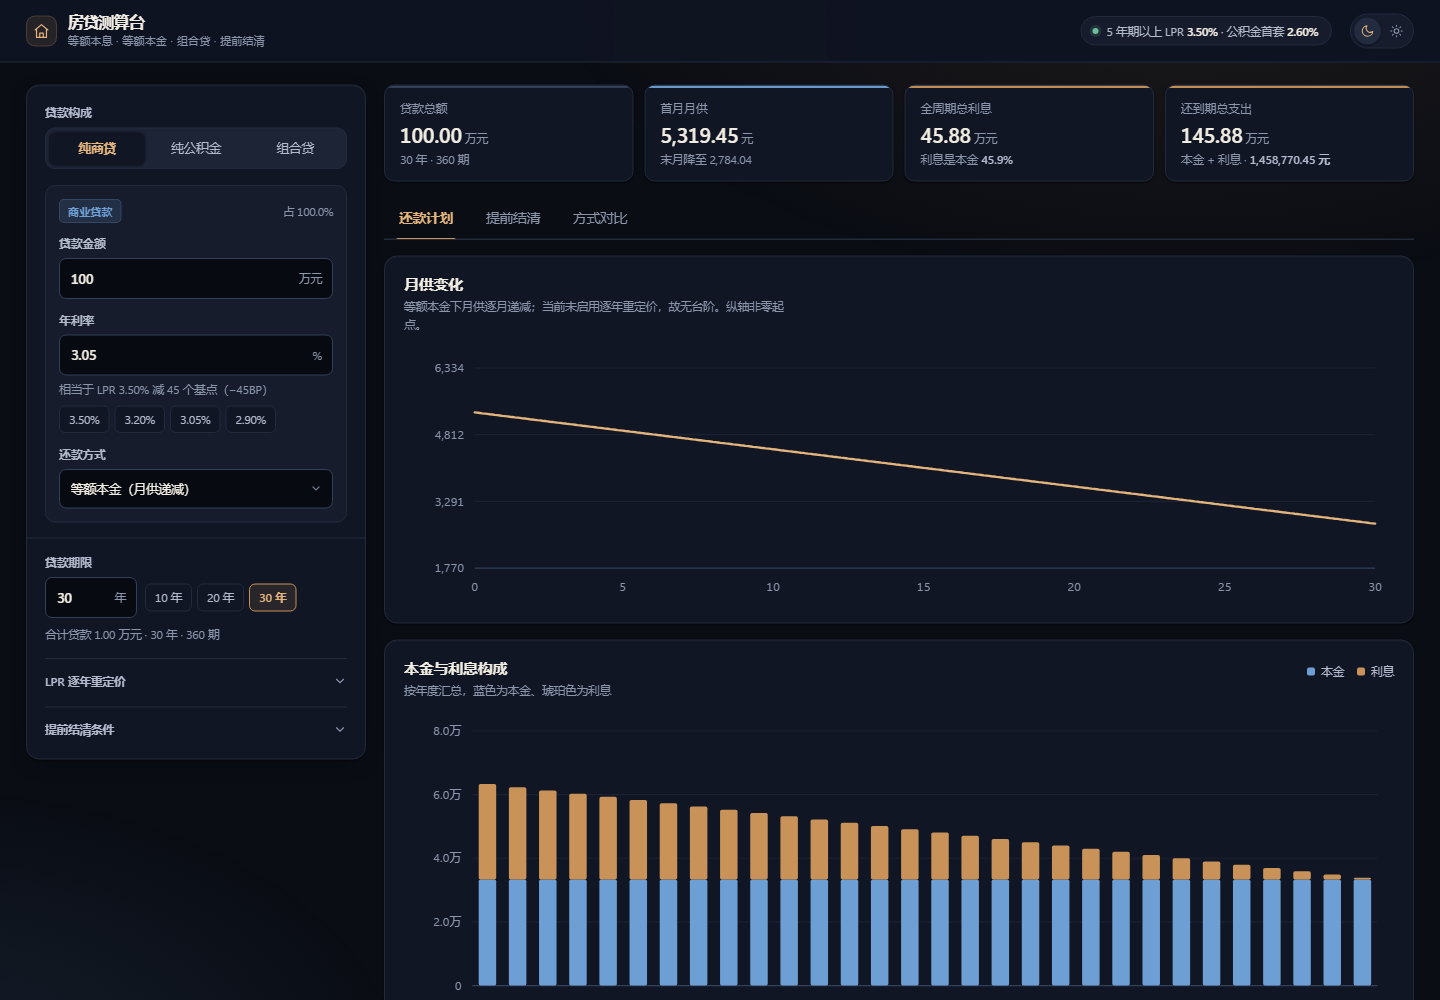 房贷测算台
等额本息 · 等额本金 · 组合贷 · 提前结清
5 年期以上 LPR 3.50% · 公积金首套 2.60%
贷款构成
纯商贷
纯公积金
组合贷
商业贷款
占 100.0%
贷款金额
100
万元
年利率
3.05
%
相当于 LPR 3.50% 减 45 个基点（−45BP）
3.50%
3.20%
3.05%
2.90%
还款方式
等额本金（月供递减）
贷款期限
30
年
10 年
20 年
30 年
合计贷款 1.00 万元 · 30 年 · 360 期
LPR 逐年重定价
提前结清条件
贷款总额
100.00 万元
30 年 · 360 期
首月月供
5,319.45 元
末月降至 2,784.04
全周期总利息
45.88 万元
利息是本金 45.9%
还到期总支出
145.88 万元
本金 + 利息 · 1,458,770.45 元
还款计划
提前结清
方式对比
月供变化
等额本金下月供逐月递减；当前未启用逐年重定价，故无台阶。纵轴非零起
点。
6,334
4,812
3,291
1,770
0
5
10
15
20
25
30
本金与利息构成
按年度汇总，蓝色为本金、琥珀色为利息
本金
利息
8.0万
6.0万
4.0万
2.0万
0